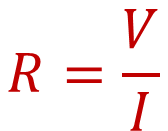 R = V / I